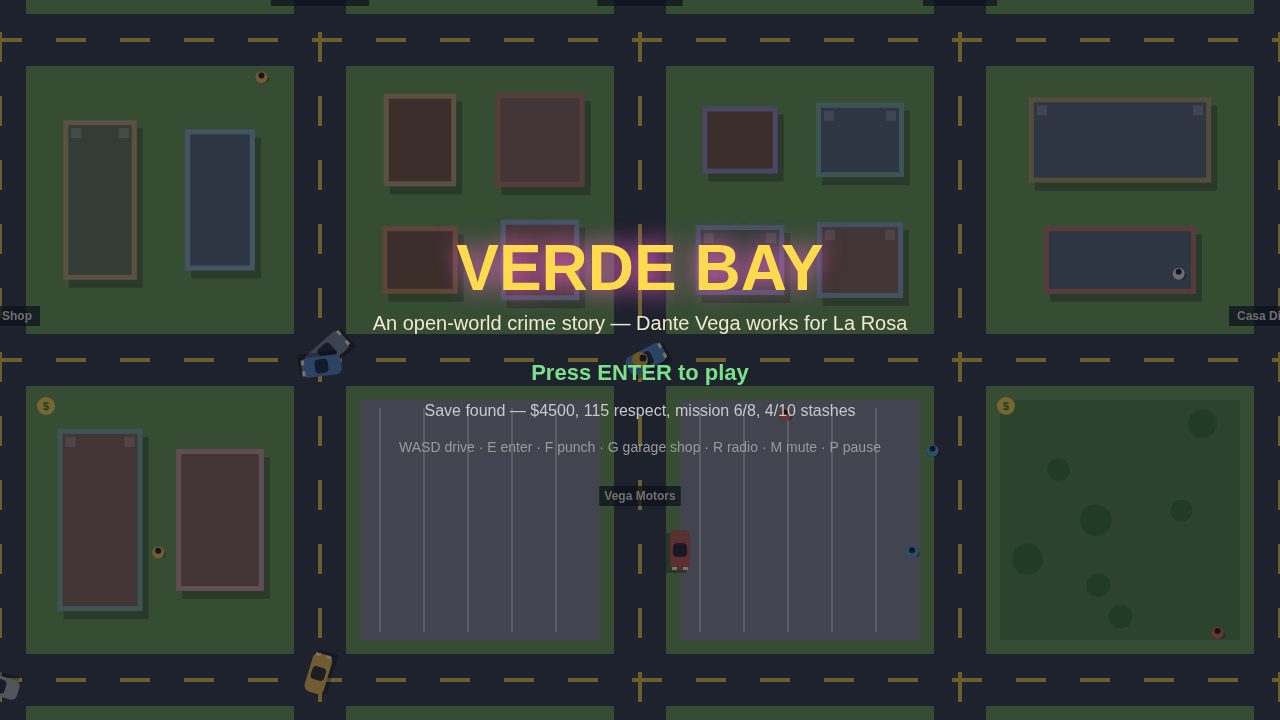 VERDE BAY
Shop
Casa Di
An open-world crime story — Dante Vega works for La Rosa
Press ENTER to play
$
$
Save found — $4500, 115 respect, mission 6/8, 4/10 stashes
WASD drive · E enter · F punch · G garage shop · R radio · M mute · P pause
Vega Motors